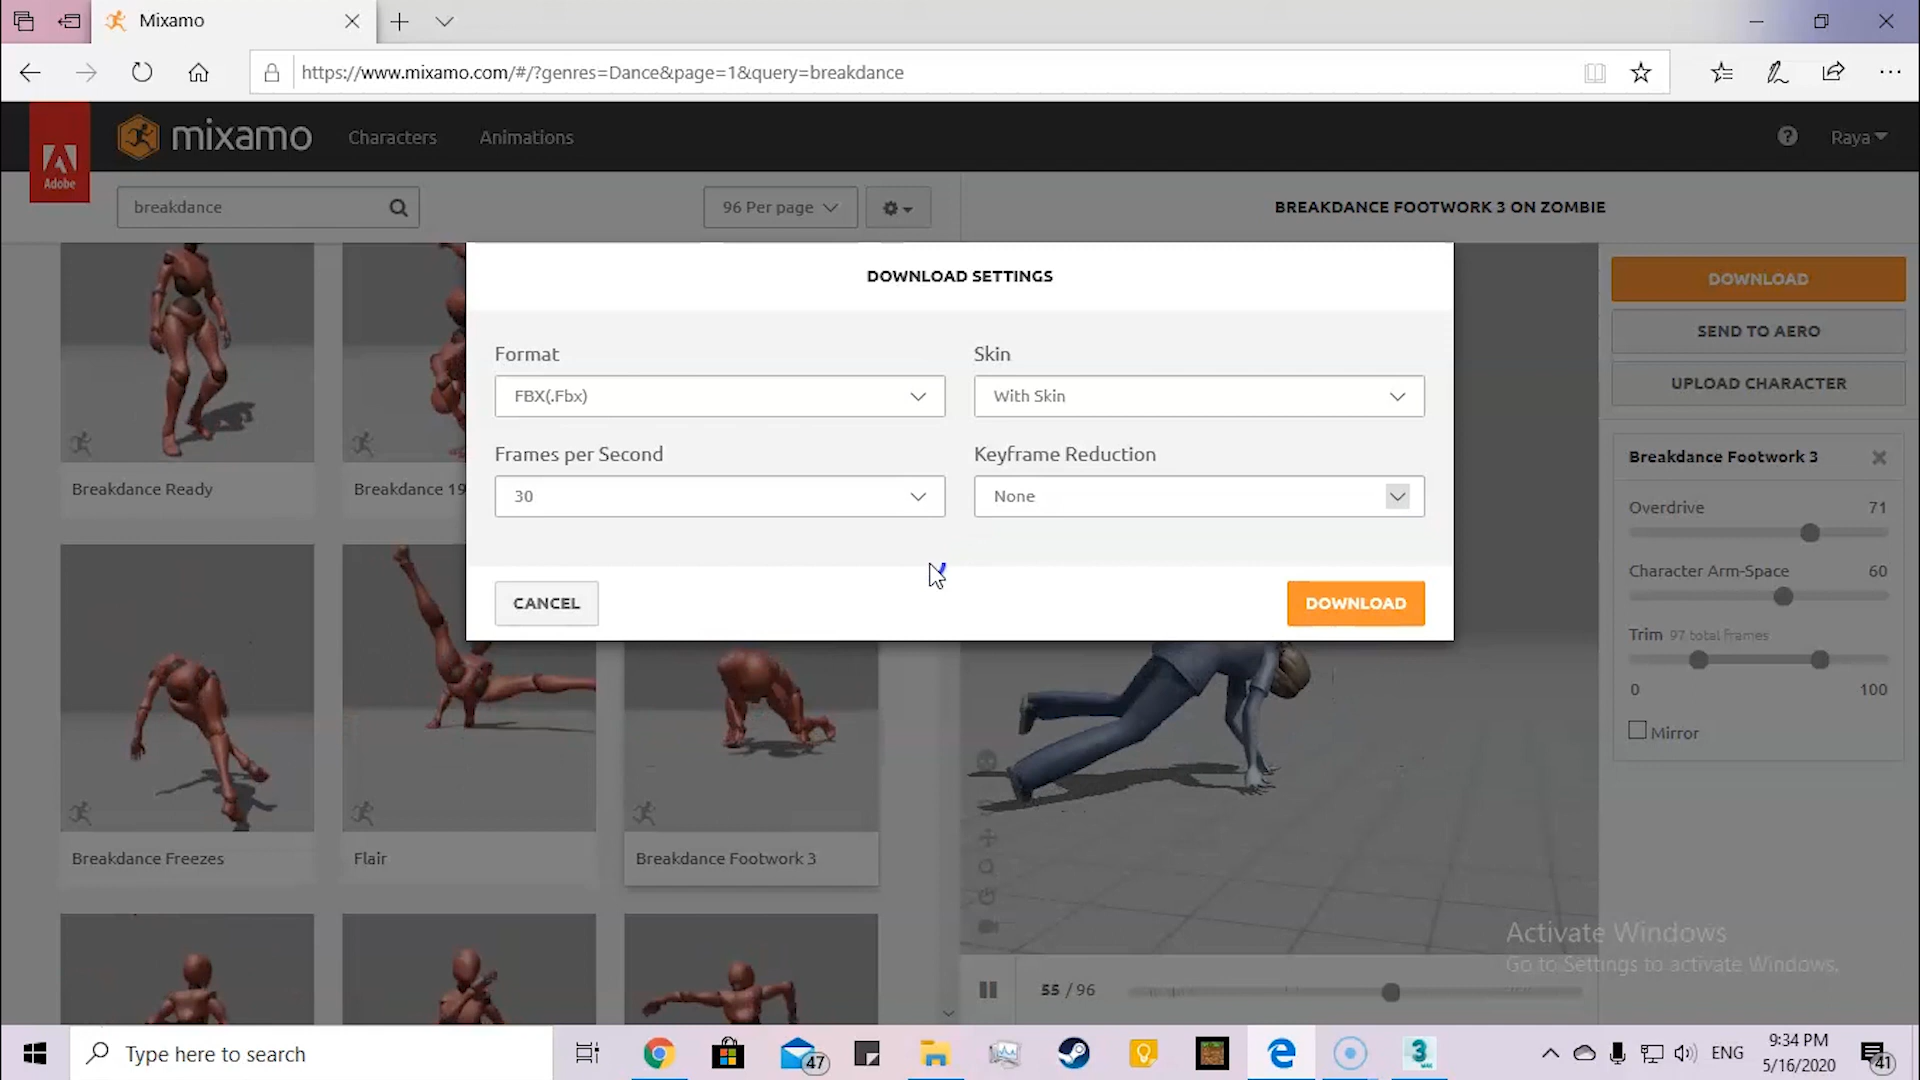 Mixamo
https://www.mixamo.com/#/?genres=Dance&page=1&query=breakdance
Adobe
mixamo
Characters
Animations
Raya
breakdance
96 Per page
BREAKDANCE FOOTWORK 3 ON ZOMBIE
DOWNLOAD SETTINGS
Format
Skin
FBX(.Fbx)
With Skin
Frames per Second
Keyframe Reduction
30
None
CANCEL
DOWNLOAD
DOWNLOAD
SEND TO AERO
UPLOAD CHARACTER
Breakdance Footwork 3
Overdrive 71
Character Arm-Space 60
Trim 97 total frames
0 100
Mirror
Breakdance Ready
Breakdance 19
Breakdance Freezes
Flair
Breakdance Footwork 3
Activate Windows
Go to Settings to activate Windows.
55 / 96
Type here to search
47
3
ENG
9:34 PM
5/16/2020
41